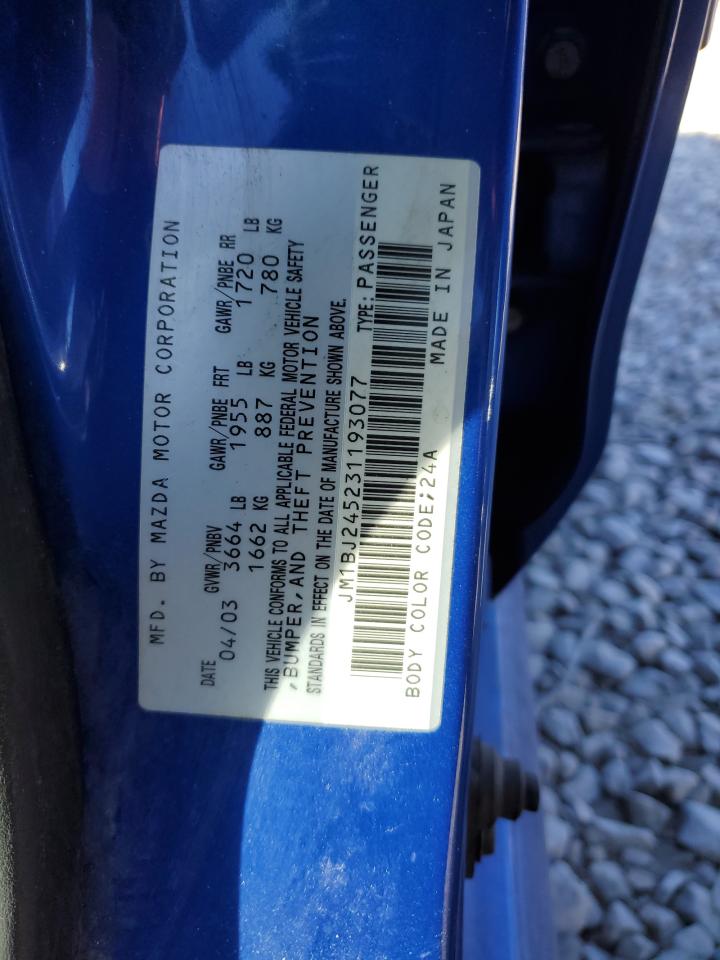 MFD. BY MAZDA MOTOR CORPORATION
DATE GVWR/PNBV GAWR/PNBE FRT GAWR/PNBE RR
04/03 3664 LB 1955 LB 1720 LB
1662 KG 887 KG 780 KG
THIS VEHICLE CONFORMS TO ALL APPLICABLE FEDERAL MOTOR VEHICLE SAFETY
,BUMPER,AND THEFT PREVENTION
STANDARDS IN EFFECT ON THE DATE OF MANUFACTURE SHOWN ABOVE.
JM1BJ245231193077 TYPE: PASSENGER
BODY COLOR CODE;24A MADE IN JAPAN